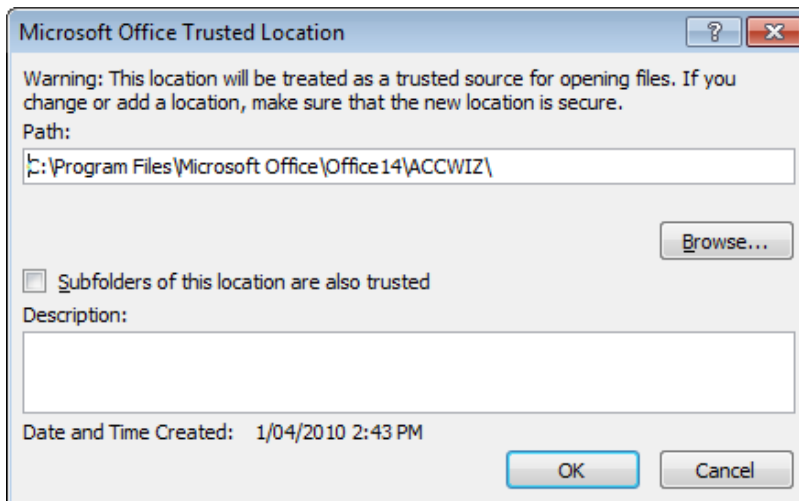 Microsoft Office Trusted Location
Warning: This location will be treated as a trusted source for opening files. If you
change or add a location, make sure that the new location is secure.
Path:
C:\Program Files\Microsoft Office\Office14\ACCWIZ\
Browse...
Subfolders of this location are also trusted
Description:
Date and Time Created: 1/04/2010 2:43 PM
OK Cancel